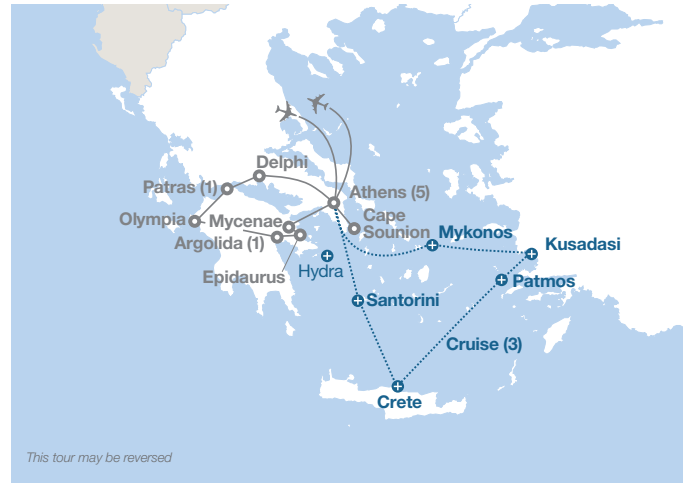 Delphi
Patras (1)
Athens (5)
Olympia
Mycenae
Cape
Sounion
Argolida (1)
Mykonos
Kusadasi
Epidaurus
Hydra
Patmos
Santorini
Cruise (3)
Crete
This tour may be reversed